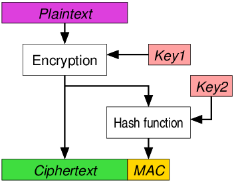 Plaintext
Encryption
Key1
Key2
Hash function
Ciphertext
MAC